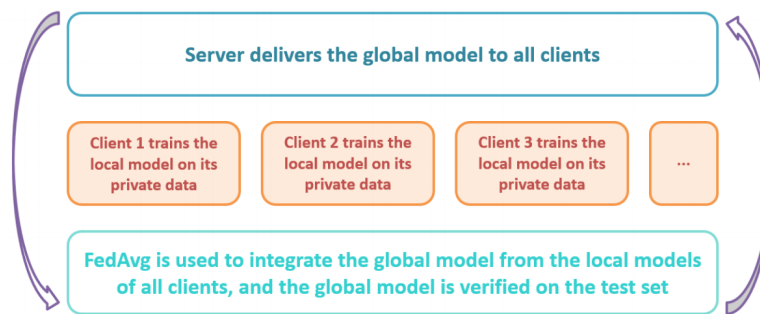 Server delivers the global model to all clients
Client 1 trains the
local model on its
private data
Client 2 trains the
local model on its
private data
Client 3 trains the
local model on its
private data
...
FedAvg is used to integrate the global model from the local models
of all clients, and the global model is verified on the test set